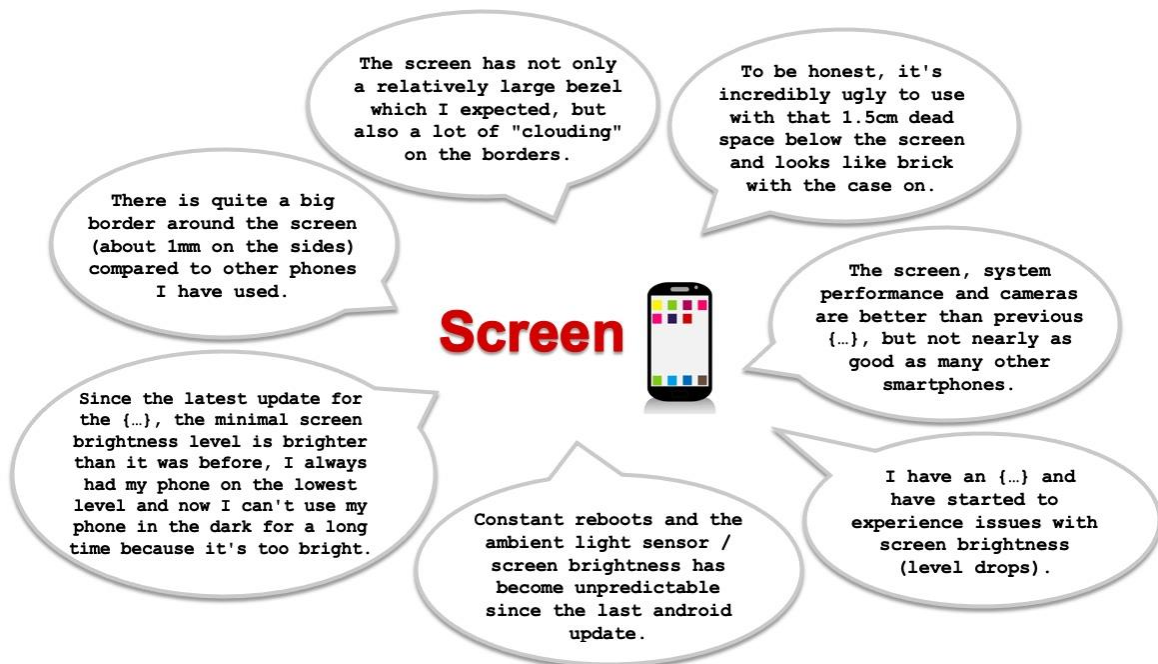 The screen has not only
a relatively large bezel
which I expected, but
also a lot of "clouding"
on the borders.
To be honest, it's
incredibly ugly to use
with that 1.5cm dead
space below the screen
and looks like brick
with the case on.
There is quite a big
border around the screen
(about 1mm on the sides)
compared to other phones
I have used.
The screen, system
performance and cameras
are better than previous
{…}, but not nearly as
good as many other
smartphones.
Screen
Since the latest update for
the {…}, the minimal screen
brightness level is brighter
than it was before, I always
had my phone on the lowest
level and now I can't use my
phone in the dark for a long
time because it's too bright.
Constant reboots and the
ambient light sensor /
screen brightness has
become unpredictable
since the last android
update.
I have an {…} and
have started to
experience issues with
screen brightness
(level drops).